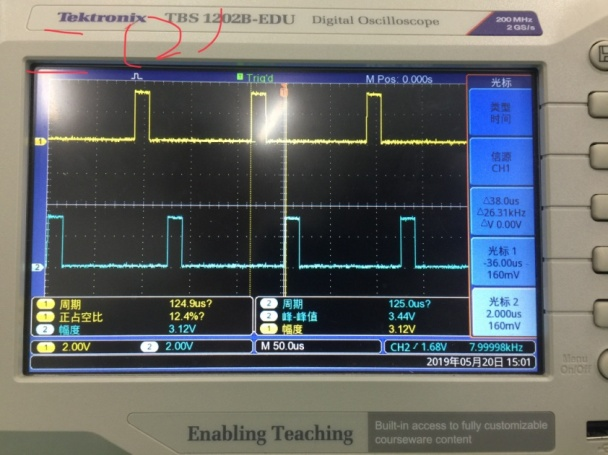 Tektronix TBS 1202B-EDU Digital Oscilloscope
200 MHz
2 GS/s
2
Trig'd
M Pos: 0.000s
光标
类型
时间
信源
CH1
△38.0us
△26.31kHz
△V 0.00V
光标 1
-36.00us
160mV
光标 2
2.000us
160mV
1
2
1 周期 124.9us?
1 正占空比 12.4%?
2 幅度 3.12V
2 周期 125.0us?
2 峰-峰值 3.44V
1 幅度 3.12V
1 2.00V 2 2.00V M 50.0us CH2 1.68V 7.99998kHz
2019年05月20日 15:01
Menu
On/Off
Enabling Teaching
Built-in access to fully customizable
courseware content